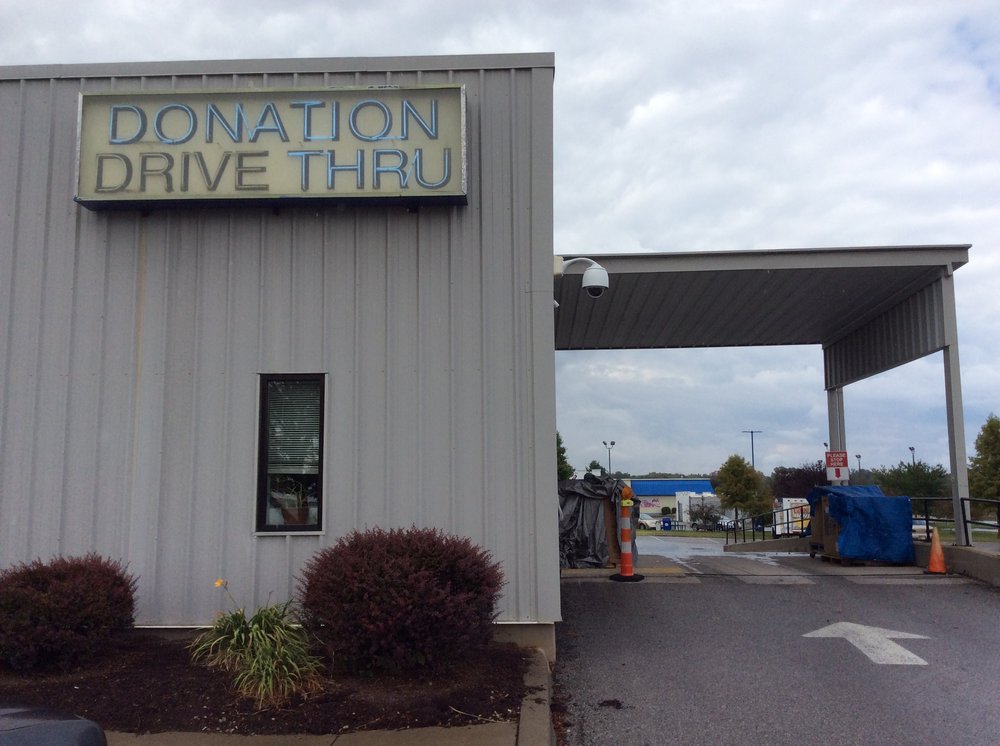 DONATION
DRIVE THRU
PLEASE
STOP
HERE